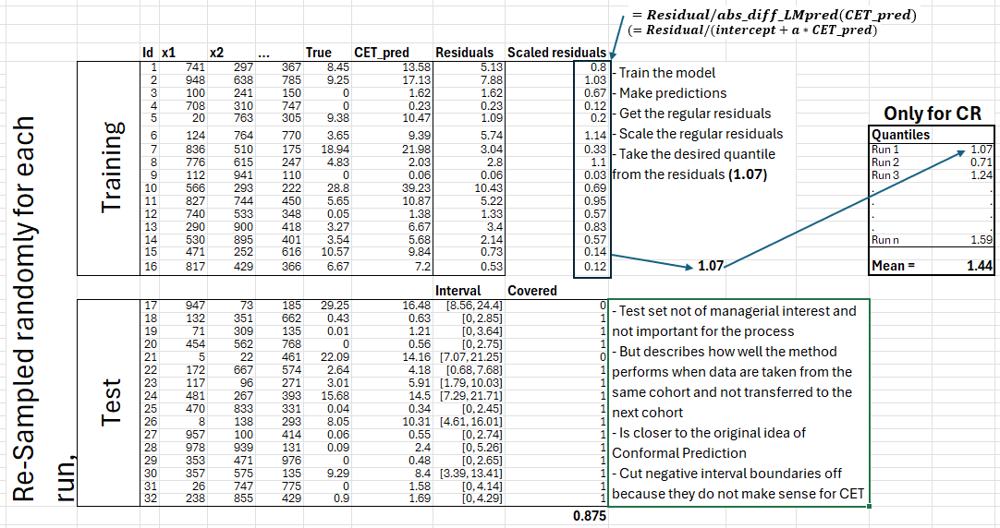 = Residual/abs_diff_LMpred(CET_pred)
(= Residual/(intercept + a * CET_pred)
Id x1 x2 ... True CET_pred Residuals Scaled residuals
Re-Sampled randomly for each run,
Training
1 741 297 367 8.45 13.58 5.13 0.8
2 948 638 785 9.25 17.13 7.88 1.03
3 100 241 150 0 1.62 1.62 0.67
4 708 310 747 0 0.23 0.23 0.12
5 20 763 305 9.38 10.47 1.09 0.2
6 124 764 770 3.65 9.39 5.74 1.14
7 836 510 175 18.94 21.98 3.04 0.33
8 776 615 247 4.83 2.03 2.8 1.1
9 112 941 110 0 0.06 0.06 0.03
10 566 293 222 28.8 39.23 10.43 0.69
11 827 744 450 5.65 10.87 5.22 0.95
12 740 533 348 0.05 1.38 1.33 0.57
13 290 900 418 3.27 6.67 3.4 0.83
14 530 895 401 3.54 5.68 2.14 0.57
15 471 252 616 10.57 9.84 0.73 0.14
16 817 429 366 6.67 7.2 0.53 0.12
- Train the model
- Make predictions
- Get the regular residuals
- Scale the regular residuals
- Take the desired quantile
from the residuals (1.07)
1.07
Only for CR
Quantiles
Run 1 1.07
Run 2 0.71
Run 3 1.24
. .
. .
. .
. .
Run n 1.59
Mean = 1.44
Interval Covered
Test
17 947 73 185 29.25 16.48 [8.56,24.4] 0
18 132 351 662 0.43 0.63 [0,2.85] 1
19 71 309 135 0.01 1.21 [0,3.64] 1
20 454 562 768 0 0.56 [0,2.75] 1
21 5 22 461 22.09 14.16 [7.07,21.25] 0
22 172 667 574 2.64 4.18 [0.68,7.68] 1
23 117 96 271 3.01 5.91 [1.79,10.03] 1
24 481 267 393 15.68 14.5 [7.29,21.71] 1
25 470 833 331 0.04 0.34 [0,2.45] 1
26 8 138 293 8.05 10.31 [4.61,16.01] 1
27 957 100 414 0.06 0.55 [0,2.74] 1
28 978 939 131 0.09 2.4 [0,5.26] 1
29 353 471 976 0 0.48 [0,2.65] 1
30 357 575 135 9.29 8.4 [3.39,13.41] 1
31 26 747 775 0 1.58 [0,4.14] 1
32 238 855 429 0.9 1.69 [0,4.29] 1
0.875
- Test set not of managerial interest and
not important for the process
- But describes how well the method
performs when data are taken from the
same cohort and not transferred to the
next cohort
- Is closer to the original idea of
Conformal Prediction
- Cut negative interval boundaries off
because they do not make sense for CET